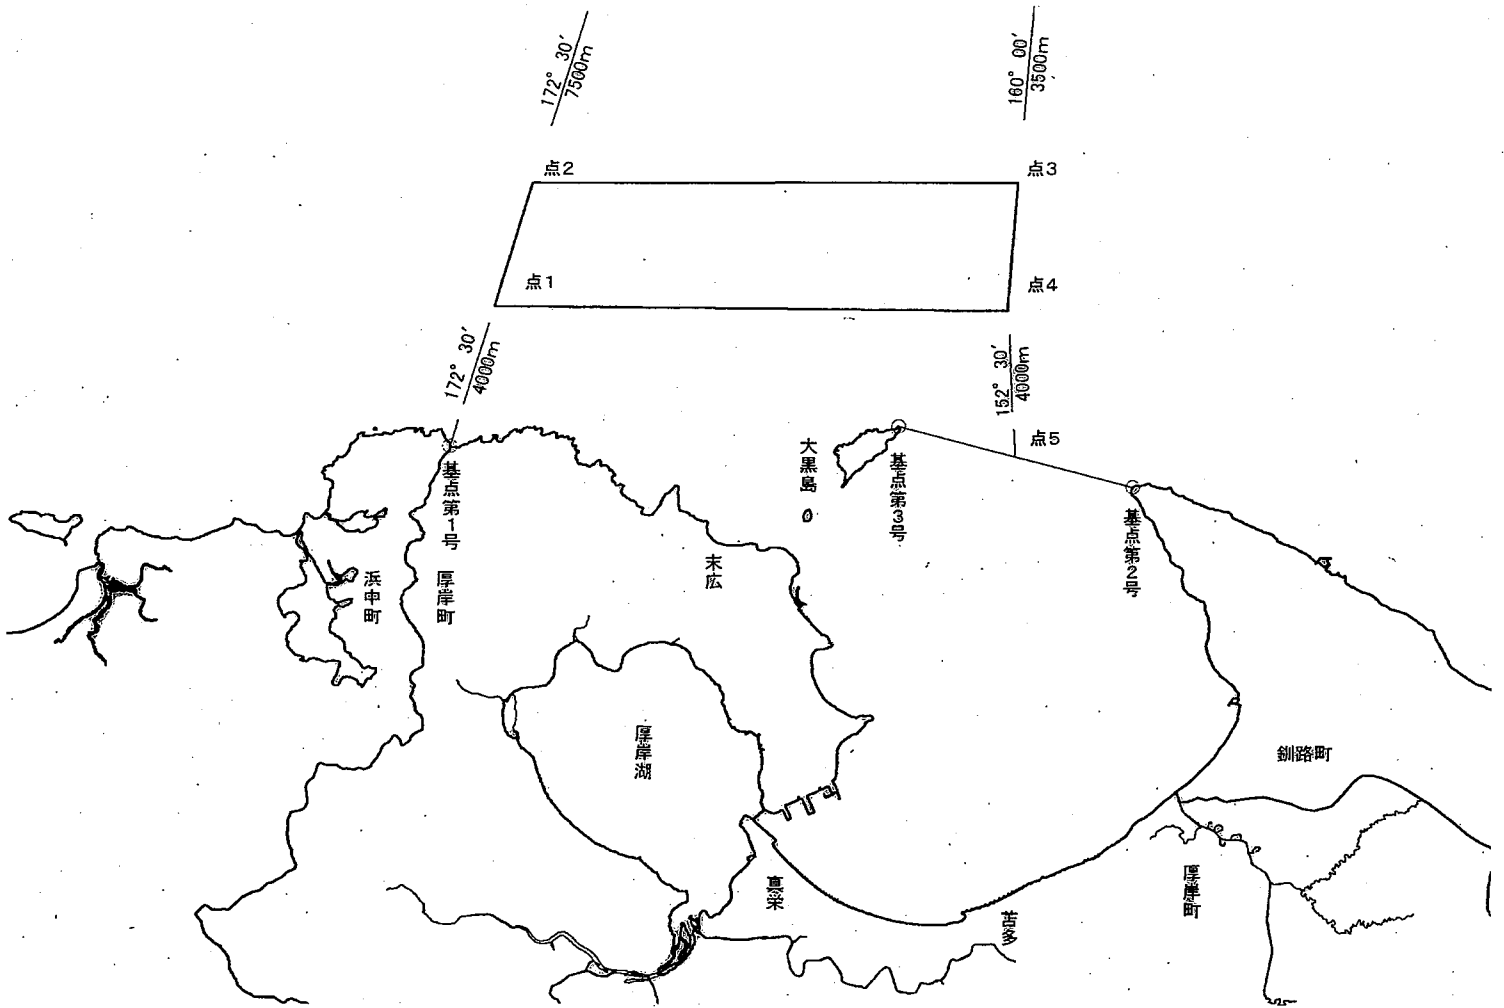 172° 30′
7500m
160° 00′
3500m
点2
点3
点1
点4
172° 30′
4000m
152° 30′
4000m
点5
大黒島
基点第3号
基点第1号
基点第2号
末広
浜中町
厚岸町
厚岸湖
釧路町
真栄
厚岸町
苫多